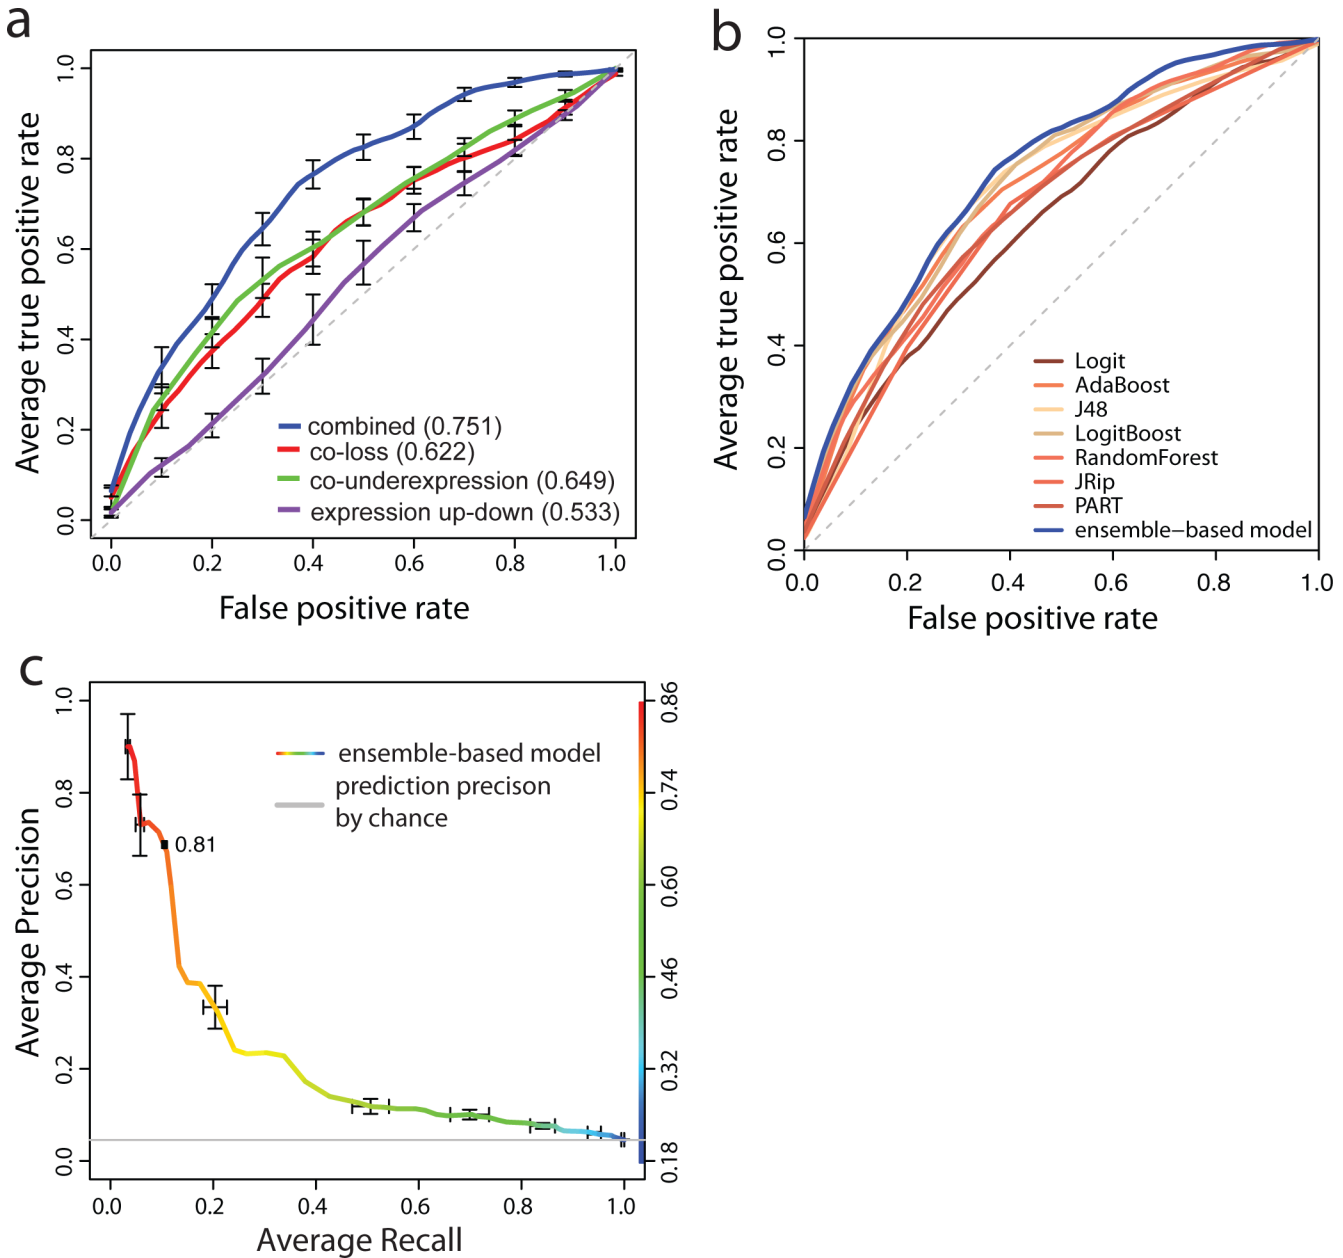 a
Average true positive rate
1.0
0.8
0.6
0.4
0.2
0.0
combined (0.751)
co-loss (0.622)
co-underexpression (0.649)
expression up-down (0.533)
0.0 0.2 0.4 0.6 0.8 1.0
False positive rate
b
Average true positive rate
1.0
0.8
0.6
0.4
0.2
0.0
Logit
AdaBoost
J48
LogitBoost
RandomForest
JRip
PART
ensemble–based model
0.0 0.2 0.4 0.6 0.8 1.0
False positive rate
c
Average Precision
1.0
0.8
0.6
0.4
0.2
0.0
ensemble-based model
prediction precison
by chance
0.81
0.86
0.74
0.60
0.46
0.32
0.18
0.0 0.2 0.4 0.6 0.8 1.0
Average Recall